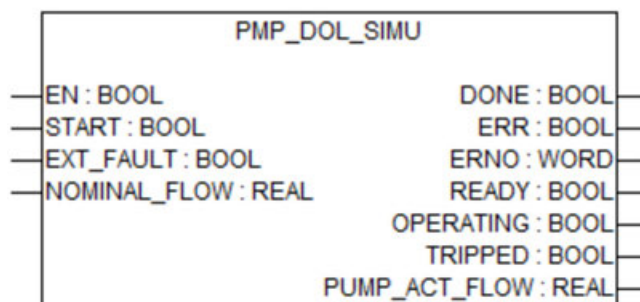 PMP_DOL_SIMU
EN : BOOL DONE : BOOL
START : BOOL ERR : BOOL
EXT_FAULT : BOOL ERNO : WORD
NOMINAL_FLOW : REAL READY : BOOL
OPERATING : BOOL
TRIPPED : BOOL
PUMP_ACT_FLOW : REAL